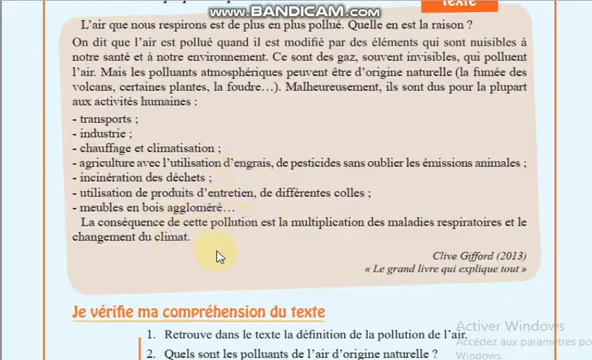 www.BANDICAM.com
Texte
L'air que nous respirons est de plus en plus pollué. Quelle en est la raison ?
On dit que l'air est pollué quand il est modifié par des éléments qui sont nuisibles à
notre santé et à notre environnement. Ce sont des gaz, souvent invisibles, qui polluent
l'air. Mais les polluants atmosphériques peuvent être d'origine naturelle (la fumée des
volcans, certaines plantes, la foudre…). Malheureusement, ils sont dus pour la plupart
aux activités humaines :
- transports ;
- industrie ;
- chauffage et climatisation ;
- agriculture avec l'utilisation d'engrais, de pesticides sans oublier les émissions animales ;
- incinération des déchets ;
- utilisation de produits d'entretien, de différentes colles ;
- meubles en bois aggloméré…
La conséquence de cette pollution est la multiplication des maladies respiratoires et le
changement du climat.
Clive Gifford (2013)
« Le grand livre qui explique tout »
Je vérifie ma compréhension du texte
1. Retrouve dans le texte la définition de la pollution de l'air.
Activer Windows
Accédez aux paramètres po
2. Quels sont les polluants de l'air d'origine naturelle ?
Windows.